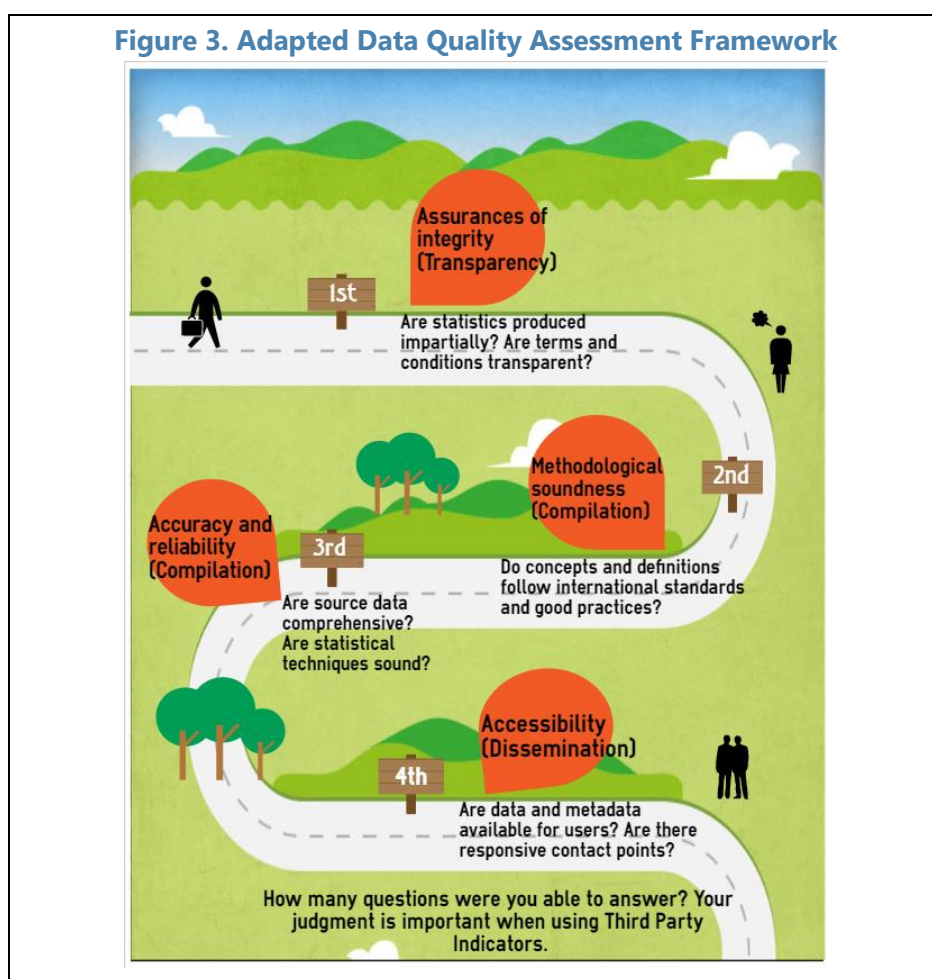 Figure 3. Adapted Data Quality Assessment Framework
Assurances of
integrity
(Transparency)
1st
Are statistics produced
impartially? Are terms and
conditions transparent?
Methodological
soundness
(Compilation)
2nd
Do concepts and definitions
follow international standards
and good practices?
Accuracy and
reliability
(Compilation)
3rd
Are source data
comprehensive?
Are statistical
techniques sound?
Accessibility
(Dissemination)
4th
Are data and metadata
available for users? Are there
responsive contact points?
How many questions were you able to answer? Your
judgment is important when using Third Party
Indicators.